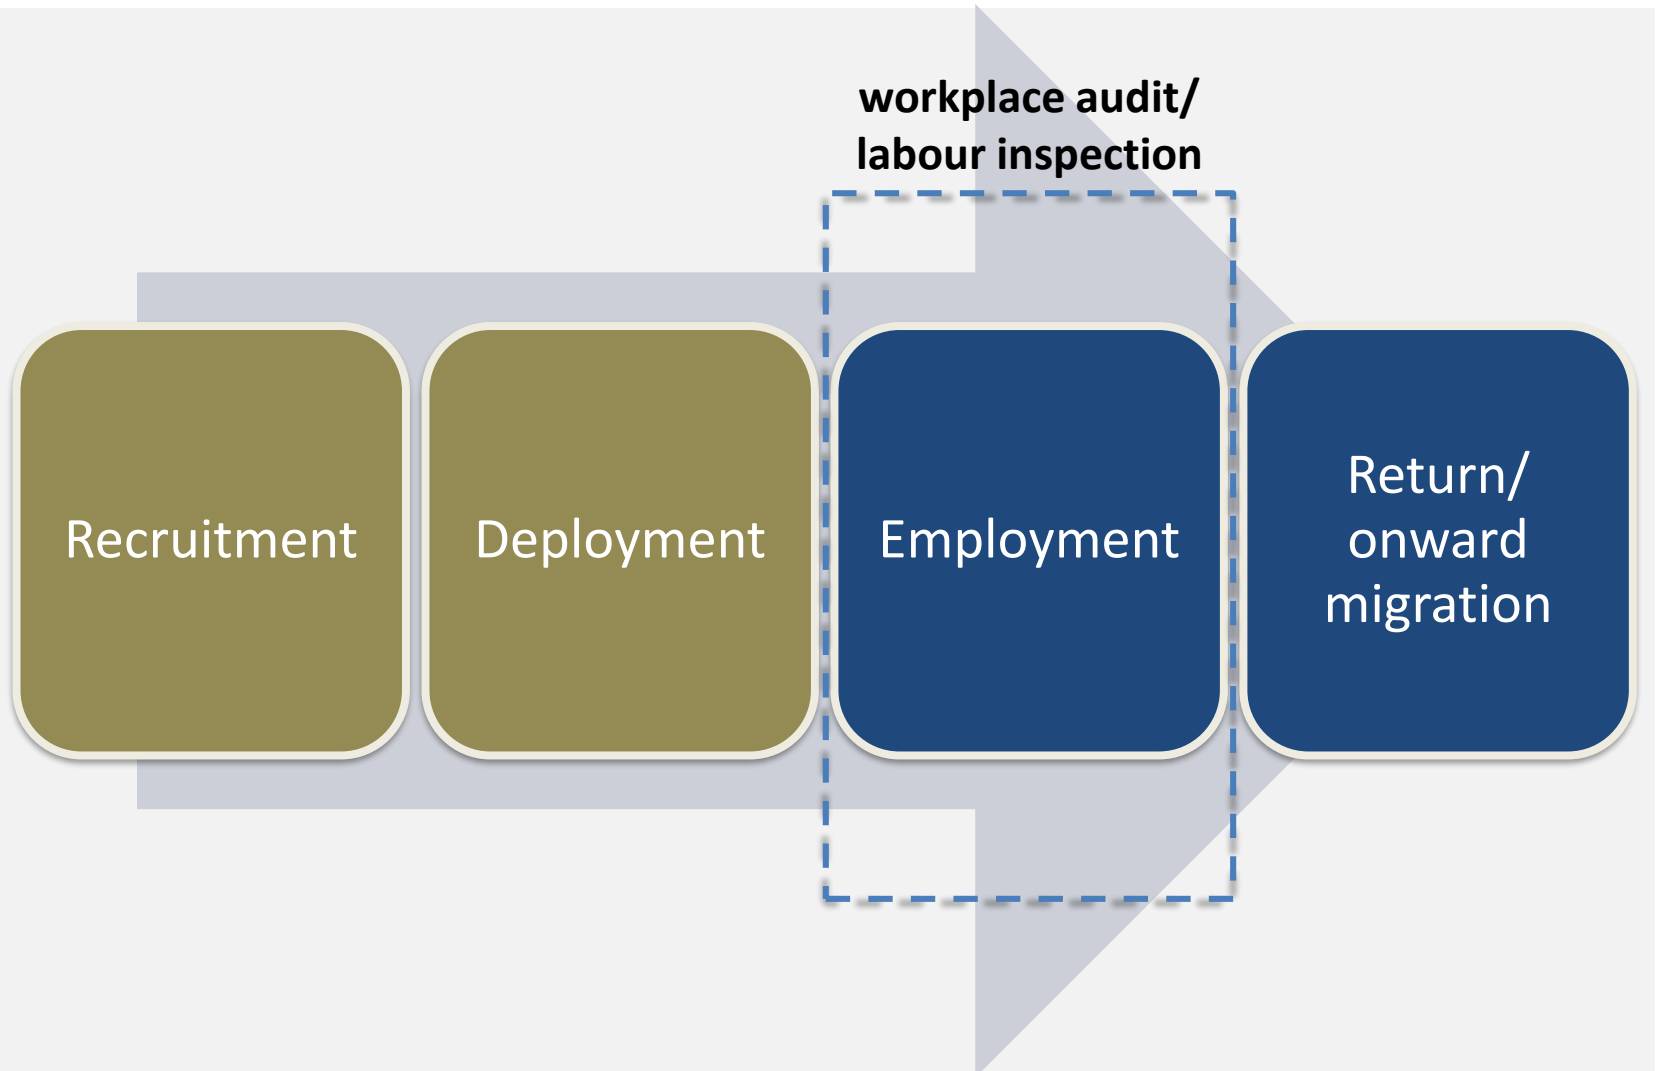 workplace audit/
labour inspection
Recruitment
Deployment
Employment
Return/
onward
migration